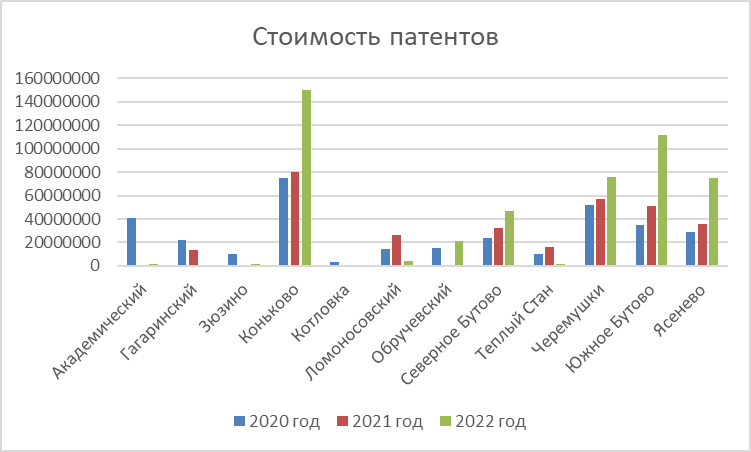 Стоимость патентов
160000000
140000000
120000000
100000000
80000000
60000000
40000000
20000000
0
Академический
Гагаринский
Зюзино
Коньково
Котловка
Ломоносовский
Обручевский
Северное Бутово
Теплый Стан
Черемушки
Южное Бутово
Ясенево
2020 год 2021 год 2022 год